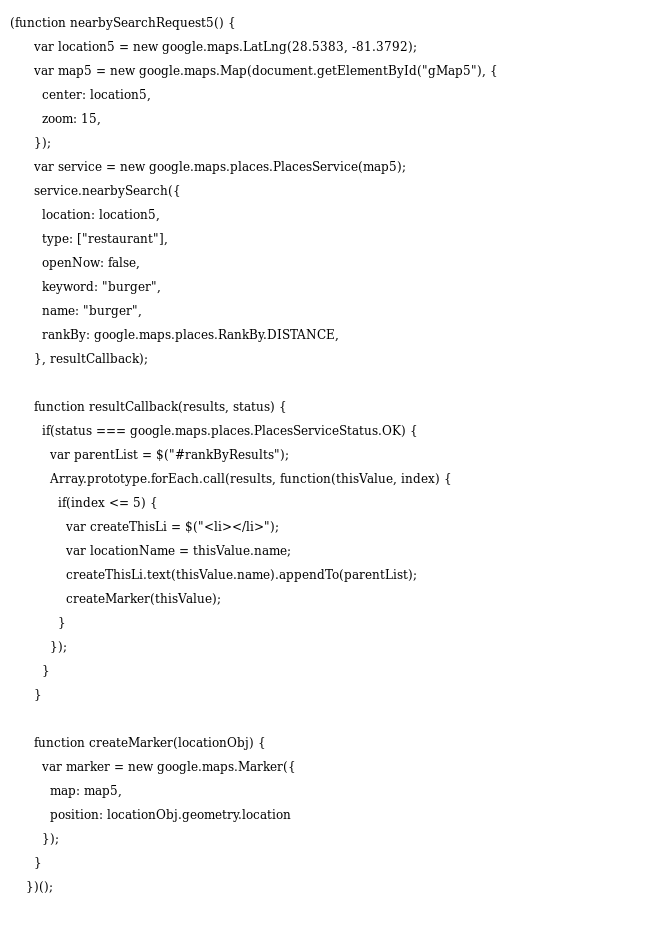 (function nearbySearchRequest5() {
var location5 = new google.maps.LatLng(28.5383, -81.3792);
var map5 = new google.maps.Map(document.getElementById("gMap5"), {
center: location5,
zoom: 15,
});
var service = new google.maps.places.PlacesService(map5);
service.nearbySearch({
location: location5,
type: ["restaurant"],
openNow: false,
keyword: "burger",
name: "burger",
rankBy: google.maps.places.RankBy.DISTANCE,
}, resultCallback);

function resultCallback(results, status) {
if(status === google.maps.places.PlacesServiceStatus.OK) {
var parentList = $("#rankByResults");
Array.prototype.forEach.call(results, function(thisValue, index) {
if(index <= 5) {
var createThisLi = $("<li></li>");
var locationName = thisValue.name;
createThisLi.text(thisValue.name).appendTo(parentList);
createMarker(thisValue);
}
});
}
}

function createMarker(locationObj) {
var marker = new google.maps.Marker({
map: map5,
position: locationObj.geometry.location
});
}
})();